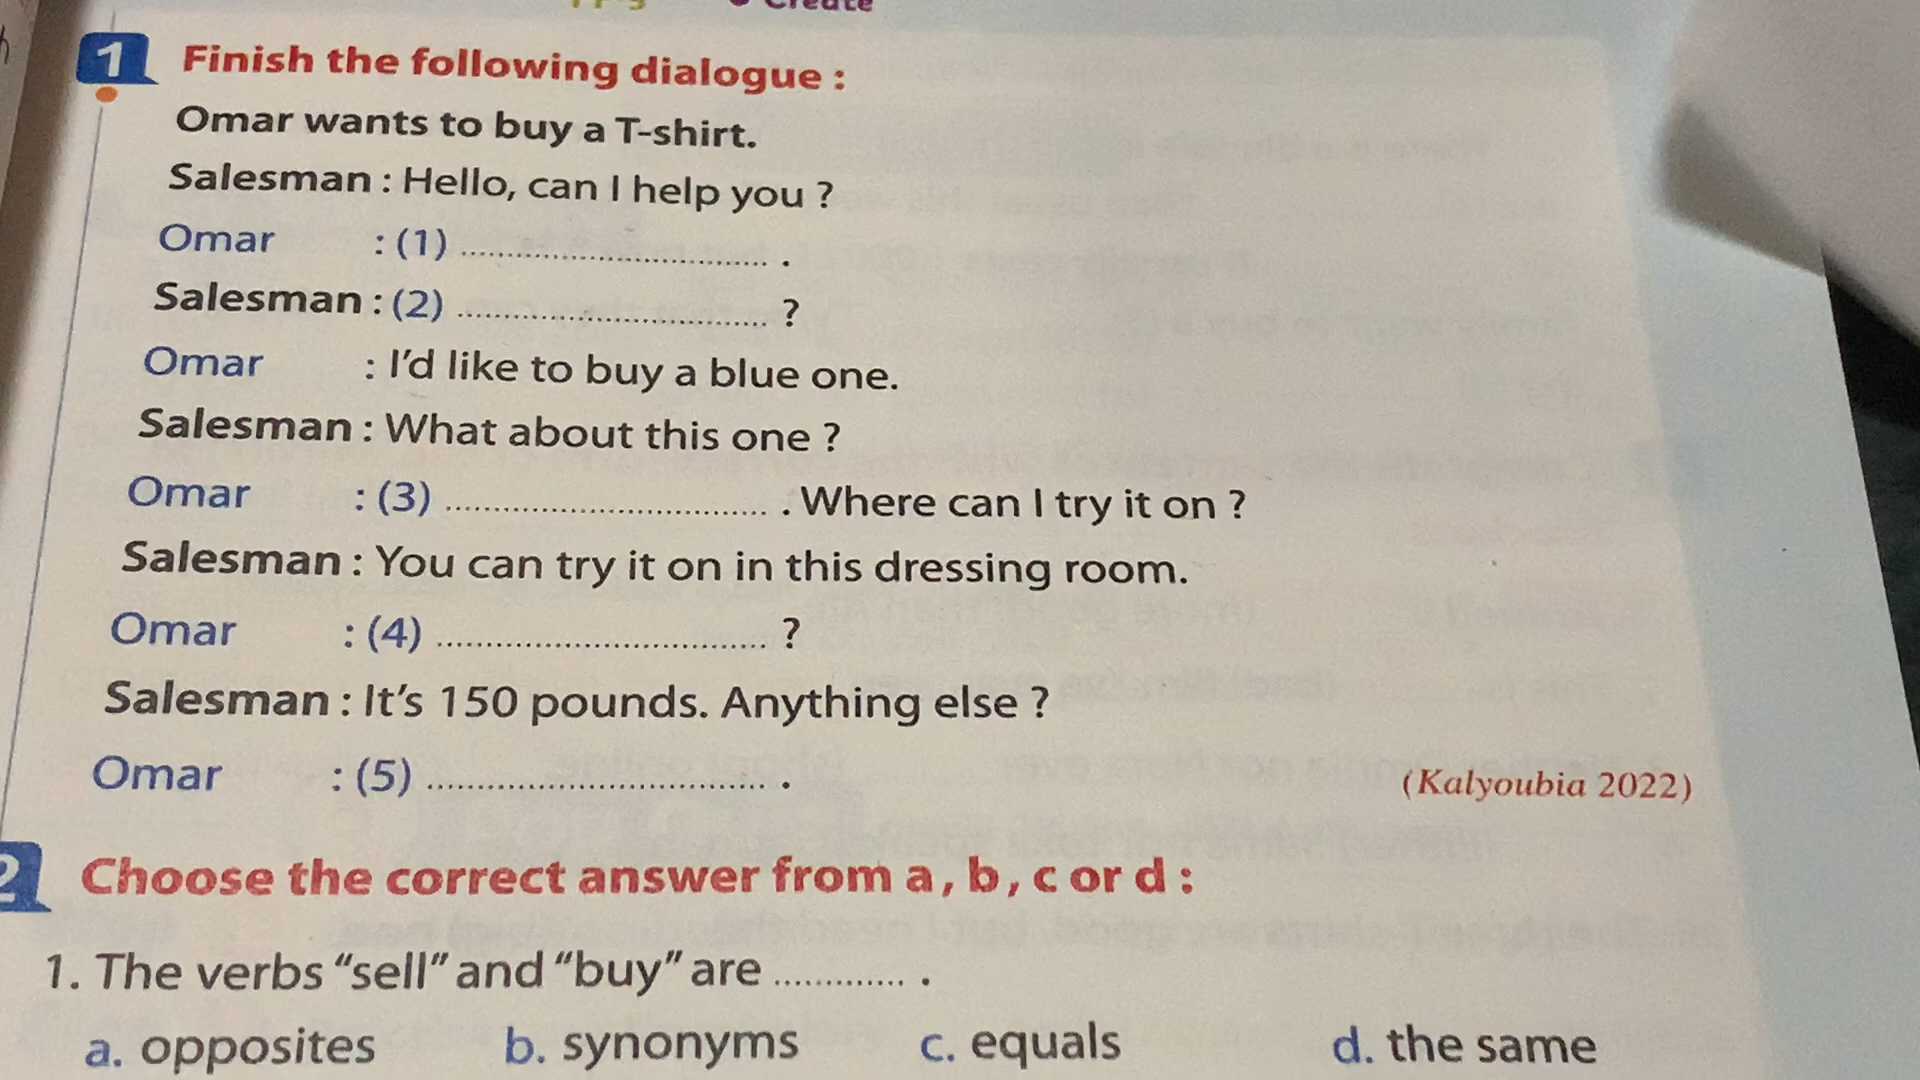 Create
1 Finish the following dialogue :
Omar wants to buy a T-shirt.
Salesman : Hello, can I help you ?
Omar : (1) .................................. .
Salesman : (2) .................................. ?
Omar : I'd like to buy a blue one.
Salesman : What about this one ?
Omar : (3) .................................. . Where can I try it on ?
Salesman : You can try it on in this dressing room.
Omar : (4) .................................. ?
Salesman : It's 150 pounds. Anything else ?
Omar : (5) .................................. .
(Kalyoubia 2022)
2 Choose the correct answer from a , b , c or d :
1. The verbs “sell” and “buy” are ............. .
a. opposites b. synonyms c. equals d. the same